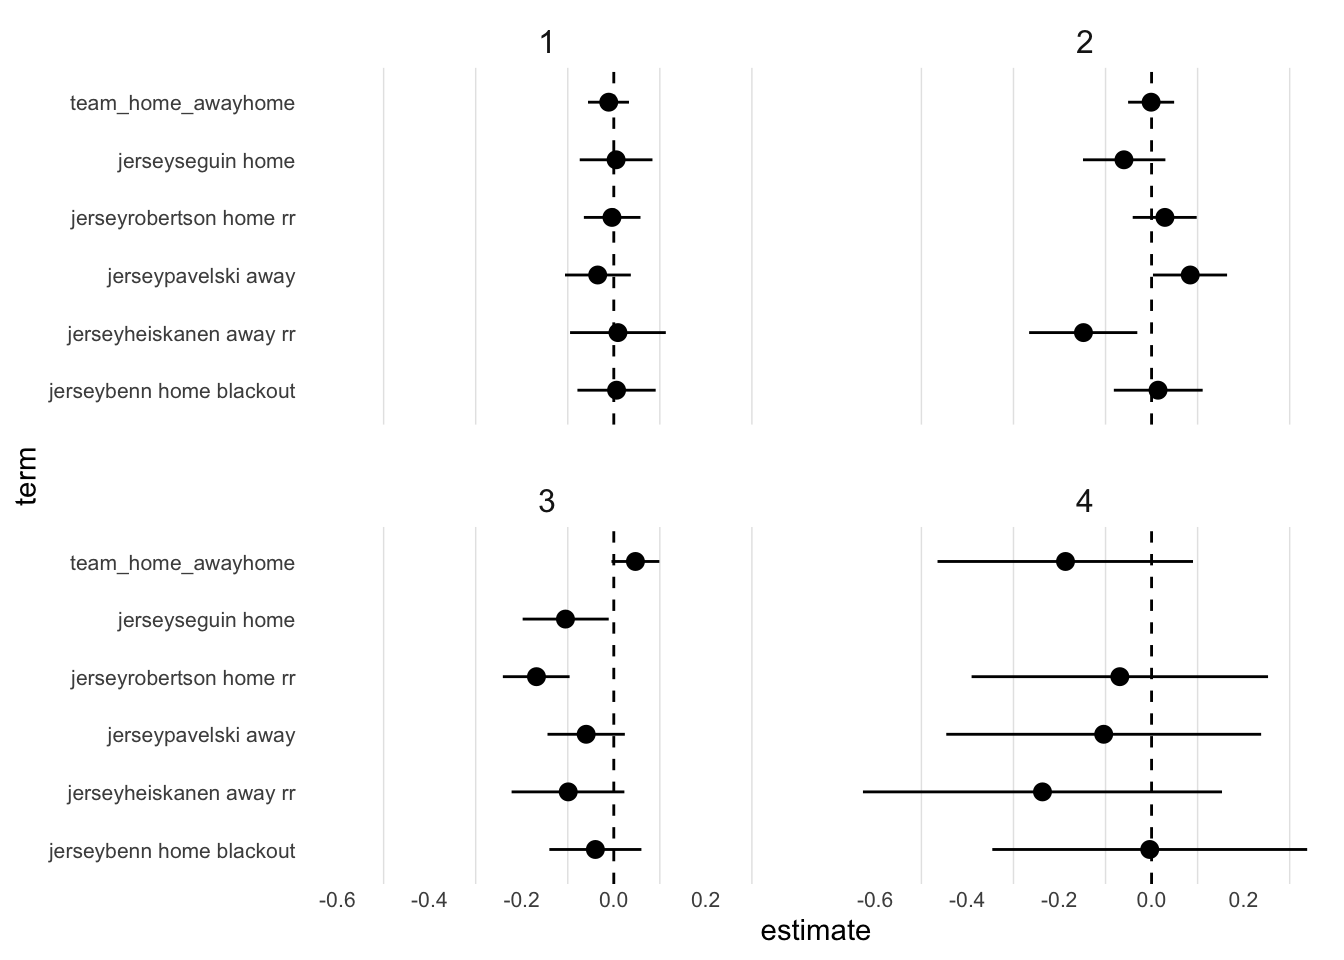 1
2
team_home_awayhome
jerseyseguin home
jerseyrobertson home rr
jerseypavelski away
jerseyheiskanen away rr
jerseybenn home blackout
term
3
4
team_home_awayhome
jerseyseguin home
jerseyrobertson home rr
jerseypavelski away
jerseyheiskanen away rr
jerseybenn home blackout
-0.6 -0.4 -0.2 0.0 0.2
-0.6 -0.4 -0.2 0.0 0.2
estimate